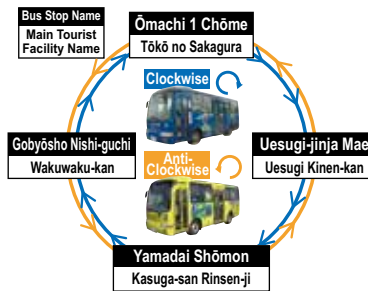 Bus Stop Name
Main Tourist
Facility Name
Ōmachi 1 Chōme
Tōkō no Sakagura
Clockwise
Gobyōsho Nishi-guchi
Wakuwaku-kan
Uesugi-jinja Mae
Uesugi Kinen-kan
Anti-
Clockwise
Yamadai Shōmon
Kasuga-san Rinsen-ji